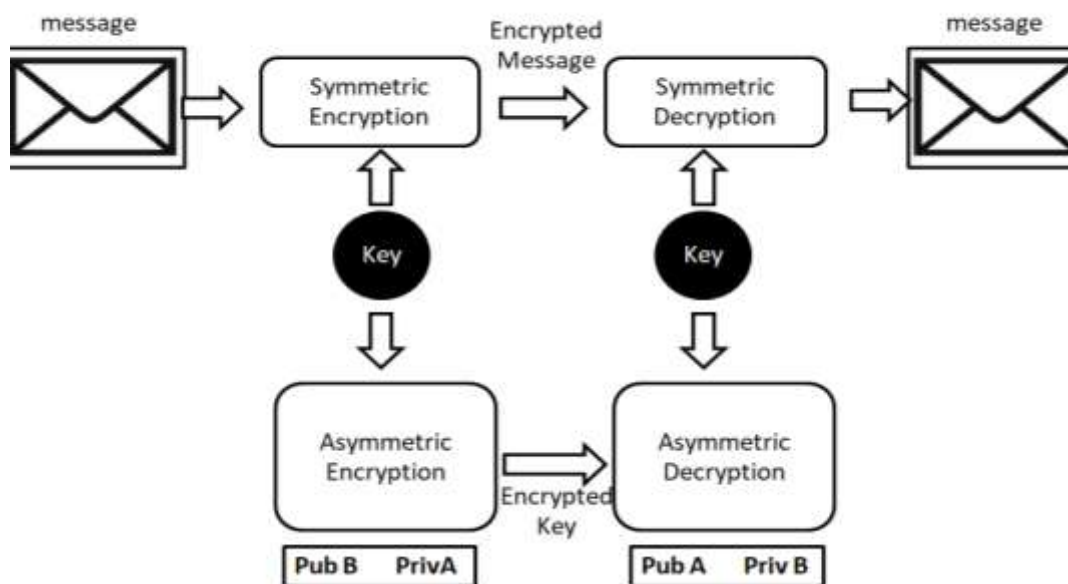 message
Encrypted
Message
message
Symmetric
Encryption
Symmetric
Decryption
Key
Key
Asymmetric
Encryption
Asymmetric
Decryption
Encrypted
Key
Pub B PrivA
Pub A Priv B